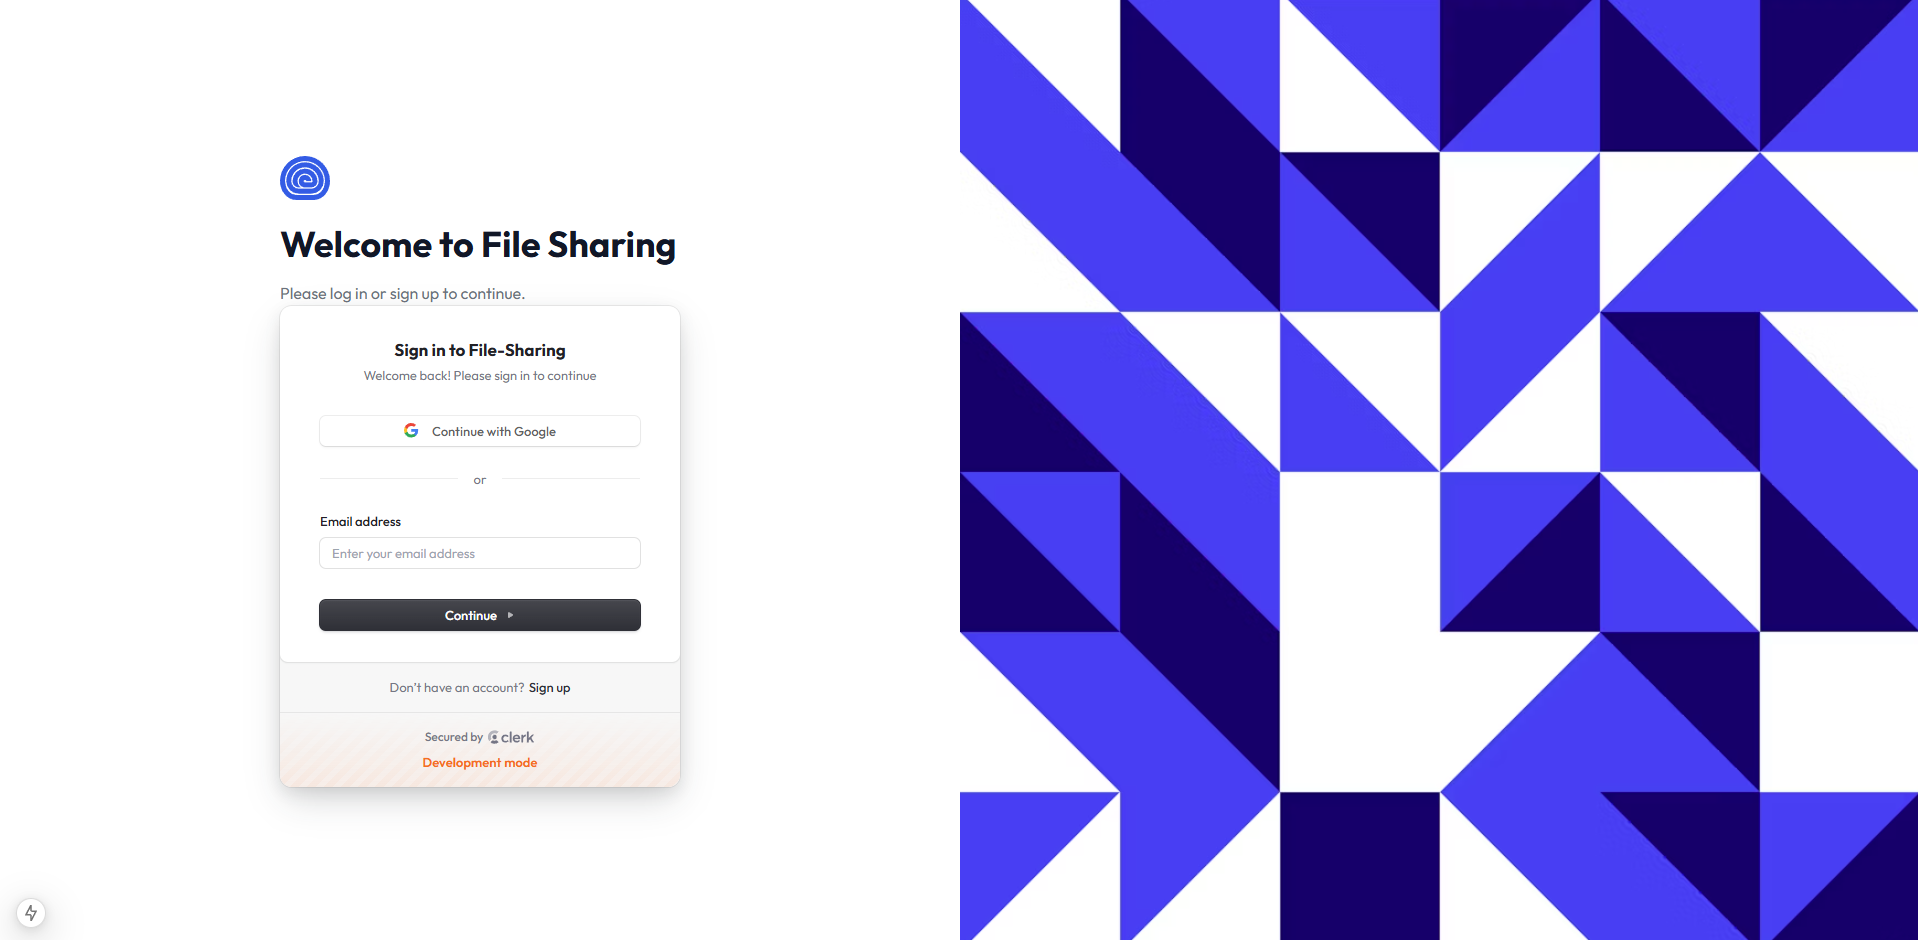 Welcome to File Sharing
Please log in or sign up to continue.
Sign in to File-Sharing
Welcome back! Please sign in to continue
Continue with Google
or
Email address
Enter your email address
Continue
Don't have an account? Sign up
Secured by clerk
Development mode